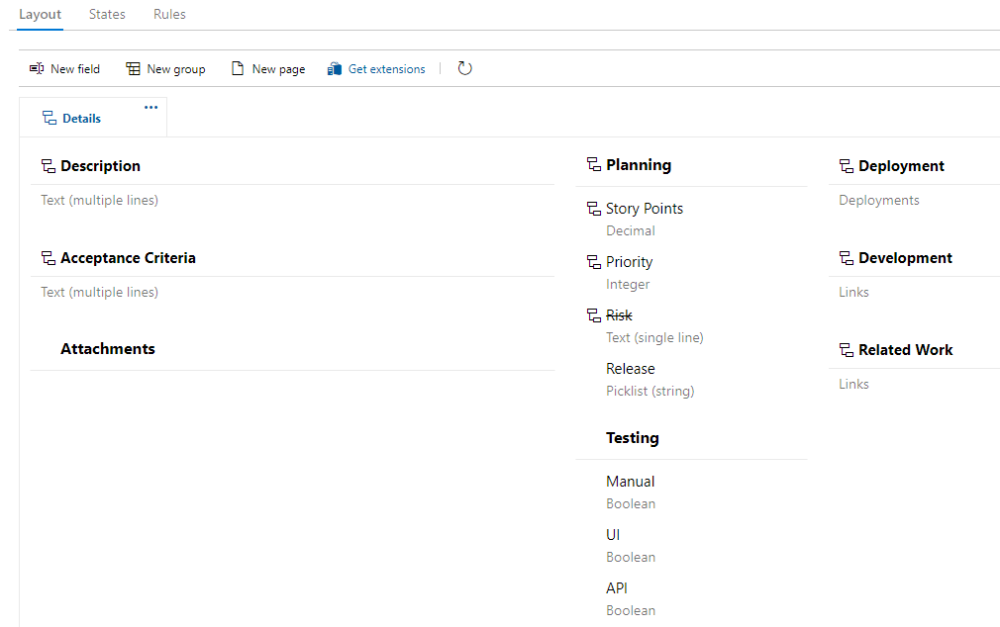 Layout States Rules
New field New group New page Get extensions
Details
Description
Text (multiple lines)
Acceptance Criteria
Text (multiple lines)
Attachments
Planning
Story Points
Decimal
Priority
Integer
Risk
Text (single line)
Release
Picklist (string)
Testing
Manual
Boolean
UI
Boolean
API
Boolean
Deployment
Deployments
Development
Links
Related Work
Links